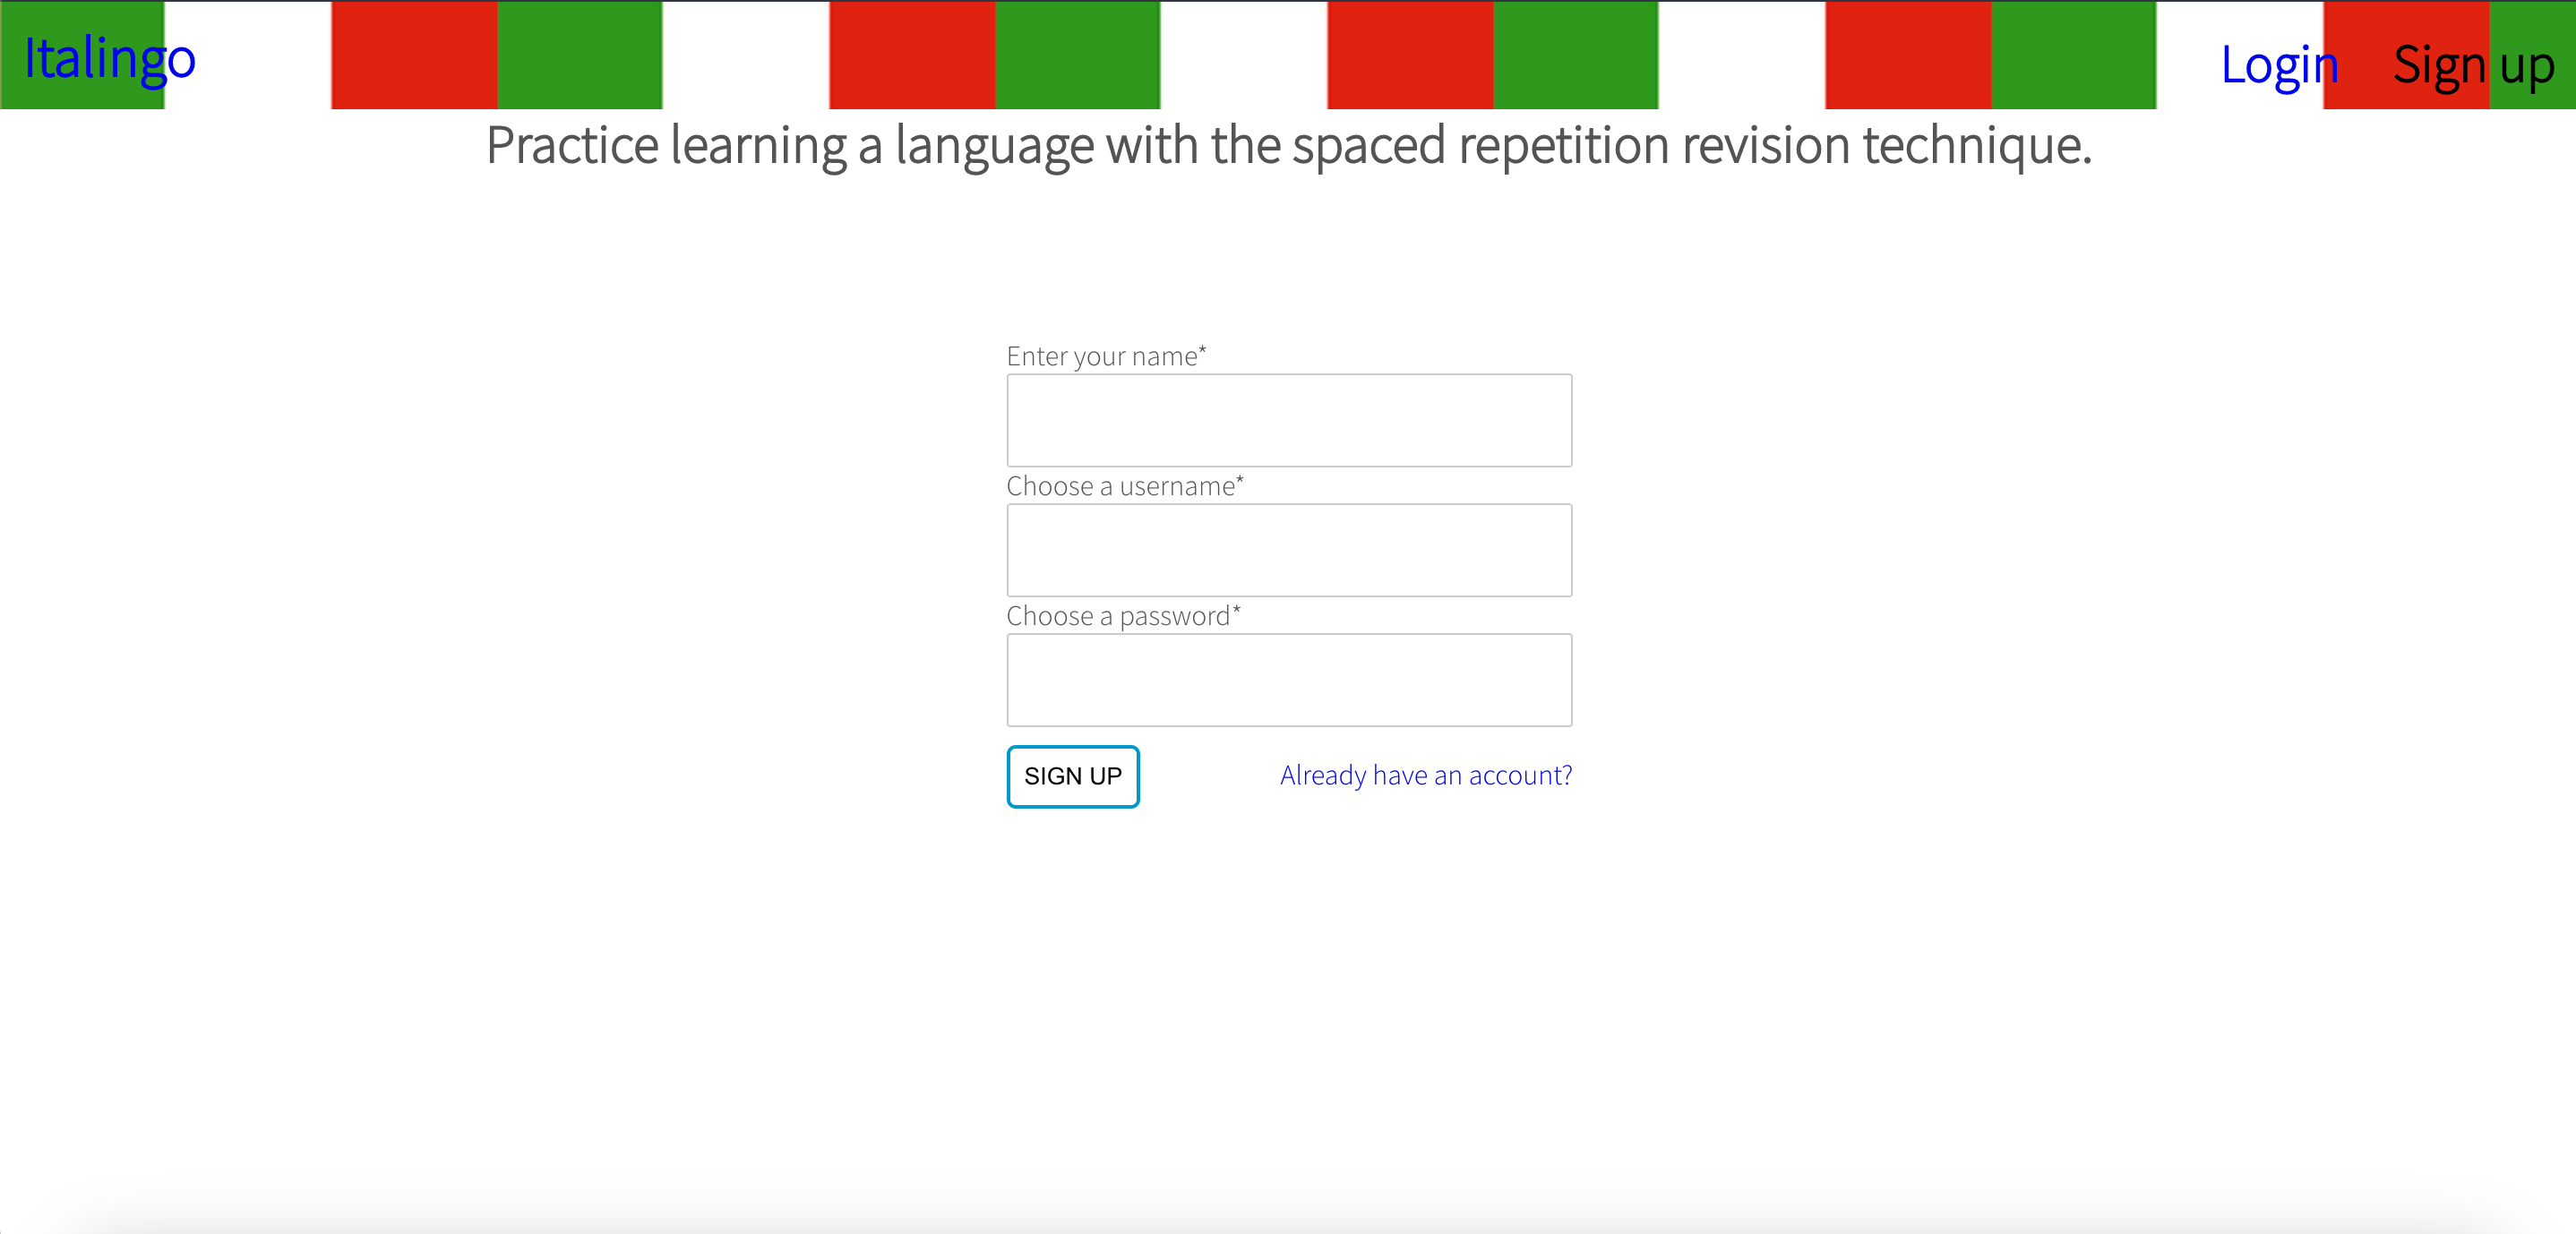 Italingo
Login
Sign up
Practice learning a language with the spaced repetition revision technique.
Enter your name*
Choose a username*
Choose a password*
SIGN UP
Already have an account?